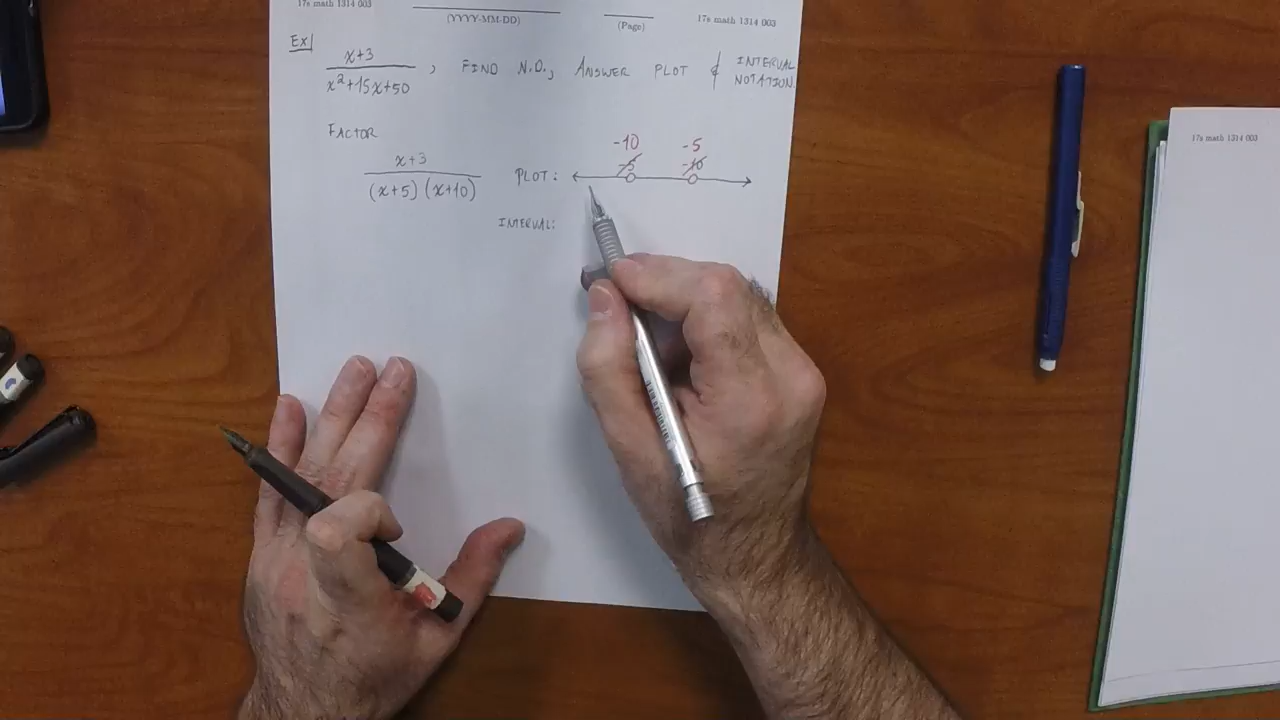 17s math 1314 003
(YYYY-MM-DD)
(Page)
17s math 1314 003
Ex1
x+3
x²+15x+50
, FIND N.D., ANSWER PLOT & INTERVAL NOTATION.
FACTOR
x+3
(x+5) (x+10)
-10 -5
-5 -10
PLOT:
INTERVAL:
17s math 1314 003